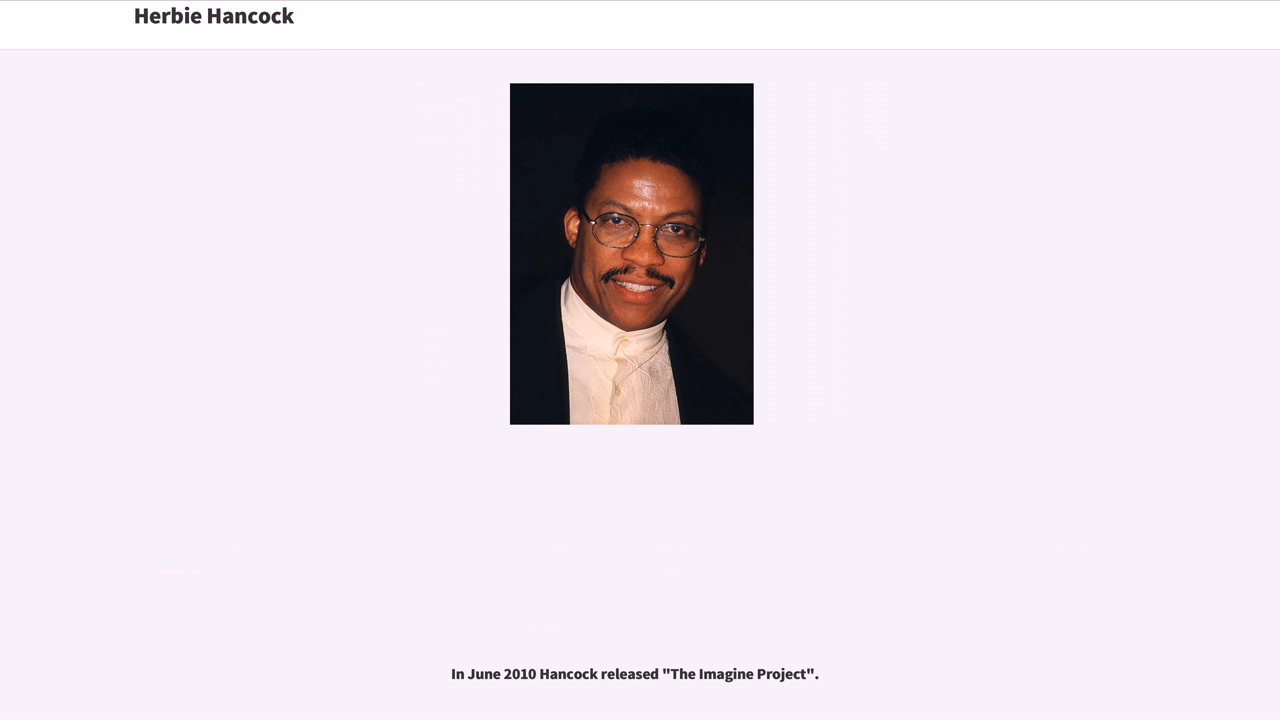 Herbie Hancock
In June 2010 Hancock released "The Imagine Project".